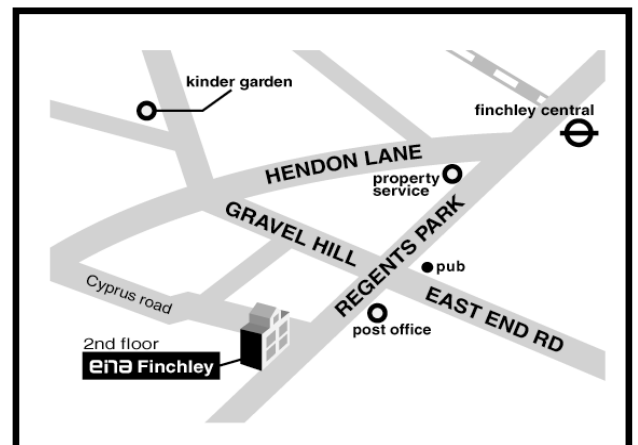 kinder garden
finchley central
HENDON LANE
property
service
GRAVEL HILL
REGENTS PARK
pub
EAST END RD
Cyprus road
post office
2nd floor
ena Finchley